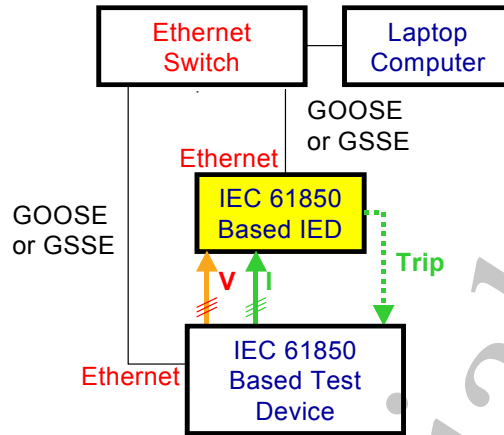 Ethernet
Switch
Laptop
Computer
GOOSE
or GSSE
Ethernet
IEC 61850
Based IED
GOOSE
or GSSE
Trip
V
I
IEC 61850
Based Test
Device
Ethernet